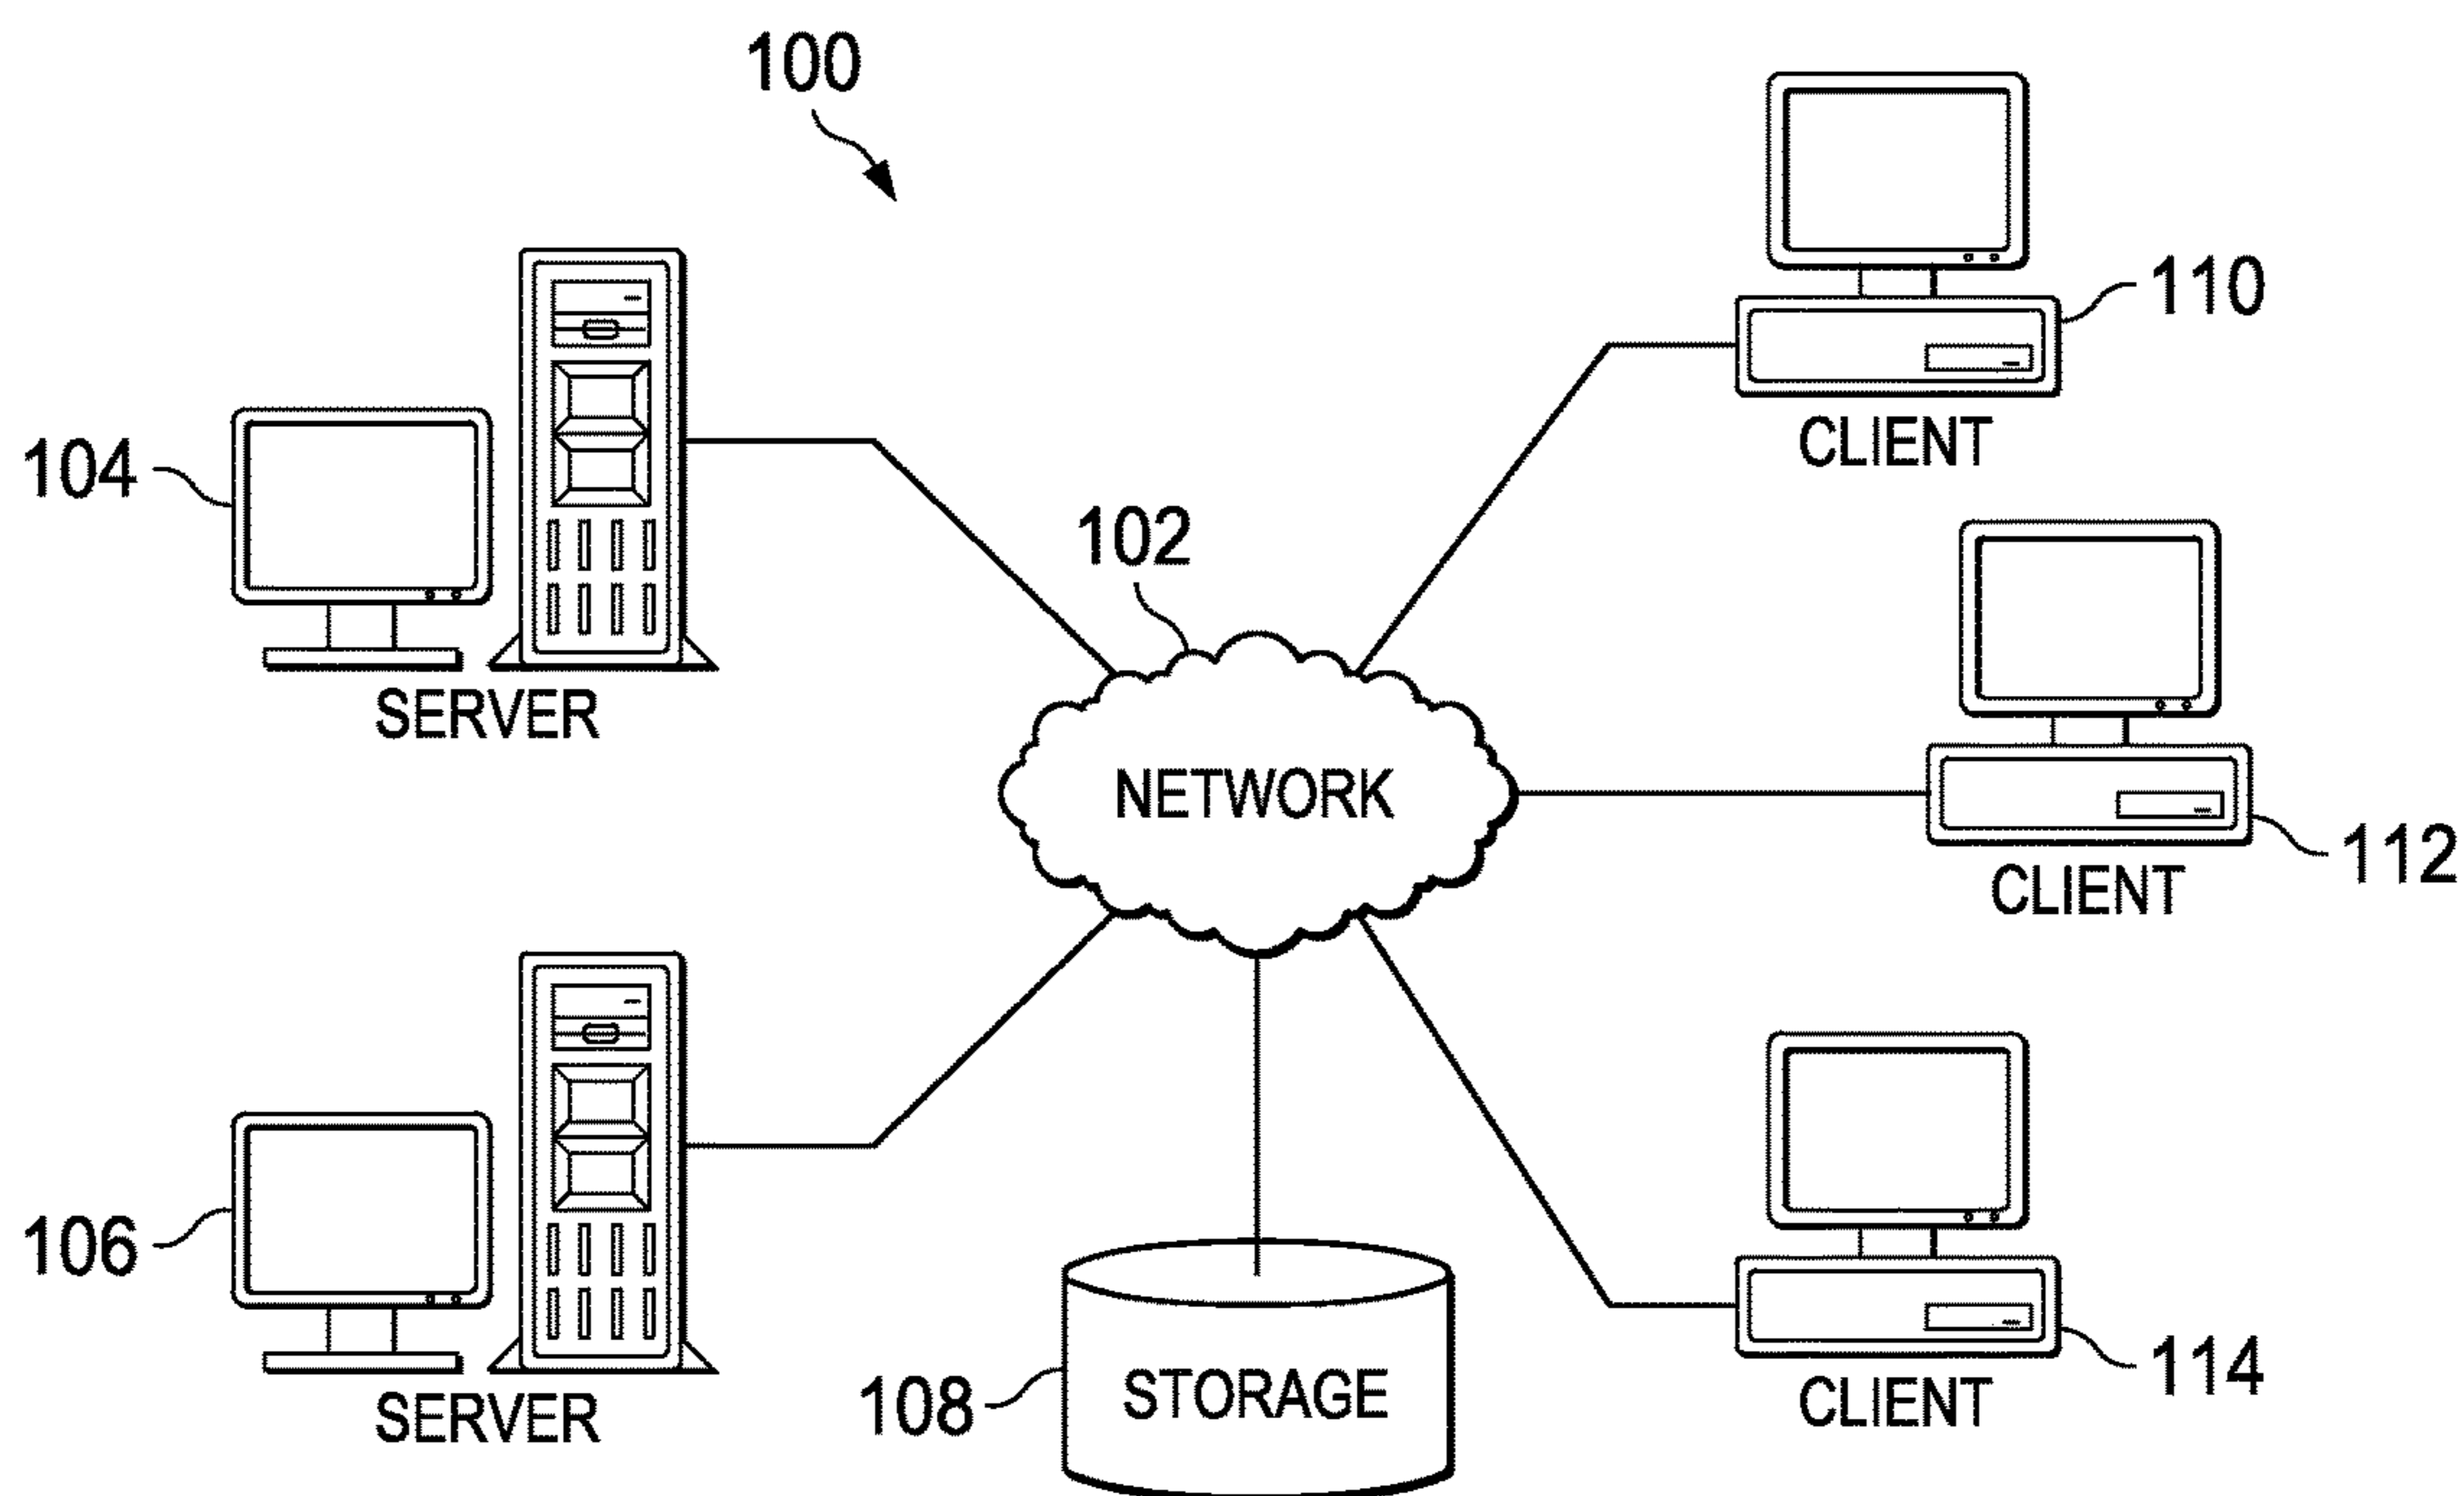 100
110
CLIENT
104
102
SERVER
NETWORK
112
CLIENT
106
SERVER
108
STORAGE
114
CLIENT